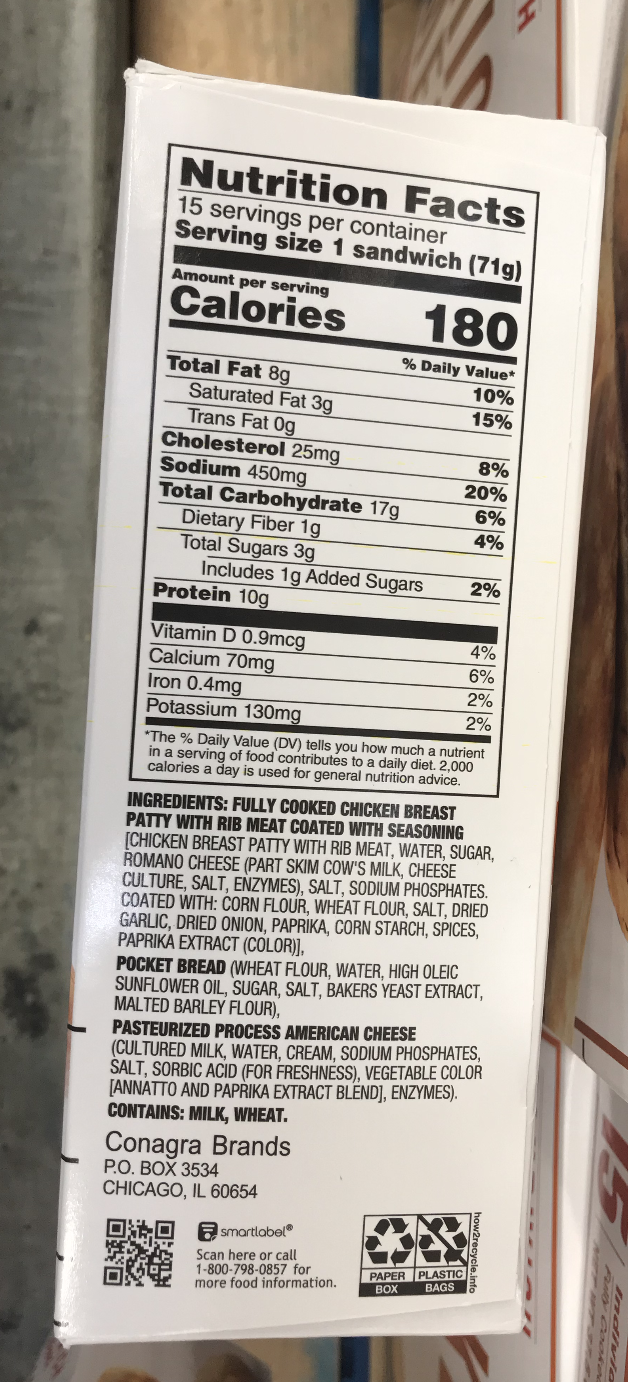 Nutrition Facts
15 servings per container
Serving size 1 sandwich (71g)
Amount per serving
Calories 180
% Daily Value*
Total Fat 8g 10%
Saturated Fat 3g 15%
Trans Fat 0g
Cholesterol 25mg 8%
Sodium 450mg 20%
Total Carbohydrate 17g 6%
Dietary Fiber 1g 4%
Total Sugars 3g
Includes 1g Added Sugars 2%
Protein 10g
Vitamin D 0.9mcg 4%
Calcium 70mg 6%
Iron 0.4mg 2%
Potassium 130mg 2%
*The % Daily Value (DV) tells you how much a nutrient
in a serving of food contributes to a daily diet. 2,000
calories a day is used for general nutrition advice.
INGREDIENTS: FULLY COOKED CHICKEN BREAST
PATTY WITH RIB MEAT COATED WITH SEASONING
[CHICKEN BREAST PATTY WITH RIB MEAT, WATER, SUGAR,
ROMANO CHEESE (PART SKIM COW'S MILK, CHEESE
CULTURE, SALT, ENZYMES), SALT, SODIUM PHOSPHATES.
COATED WITH: CORN FLOUR, WHEAT FLOUR, SALT, DRIED
GARLIC, DRIED ONION, PAPRIKA, CORN STARCH, SPICES,
PAPRIKA EXTRACT (COLOR)],
POCKET BREAD (WHEAT FLOUR, WATER, HIGH OLEIC
SUNFLOWER OIL, SUGAR, SALT, BAKERS YEAST EXTRACT,
MALTED BARLEY FLOUR),
PASTEURIZED PROCESS AMERICAN CHEESE
(CULTURED MILK, WATER, CREAM, SODIUM PHOSPHATES,
SALT, SORBIC ACID (FOR FRESHNESS), VEGETABLE COLOR
[ANNATTO AND PAPRIKA EXTRACT BLEND], ENZYMES).
CONTAINS: MILK, WHEAT.
Conagra Brands
P.O. BOX 3534
CHICAGO, IL 60654
smartlabel®
Scan here or call
1-800-798-0857 for
more food information.
PAPER PLASTIC
BOX BAGS
how2recycle.info
15